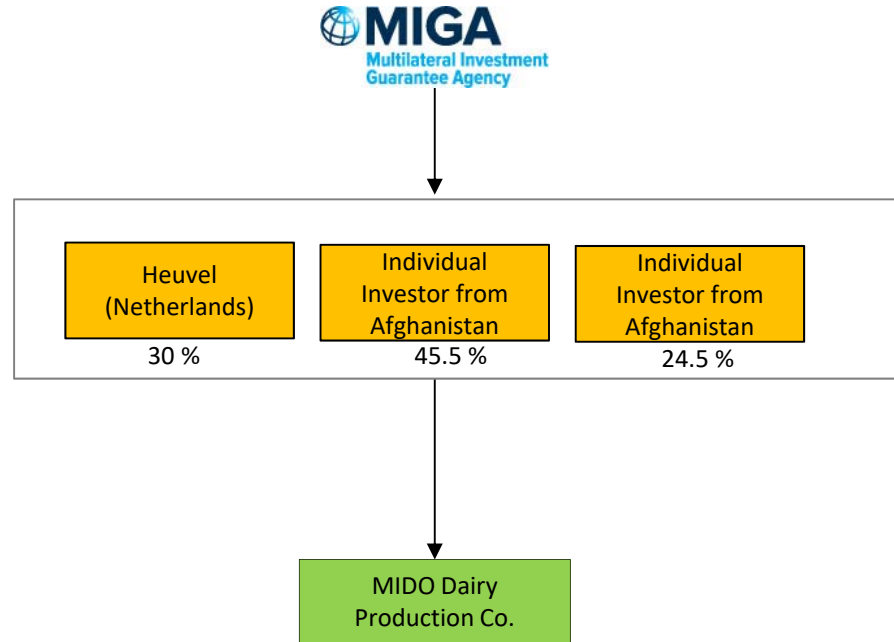 MIGA
Multilateral Investment
Guarantee Agency
Heuvel
(Netherlands)
30 %
Individual
Investor from
Afghanistan
45.5 %
Individual
Investor from
Afghanistan
24.5 %
MIDO Dairy
Production Co.